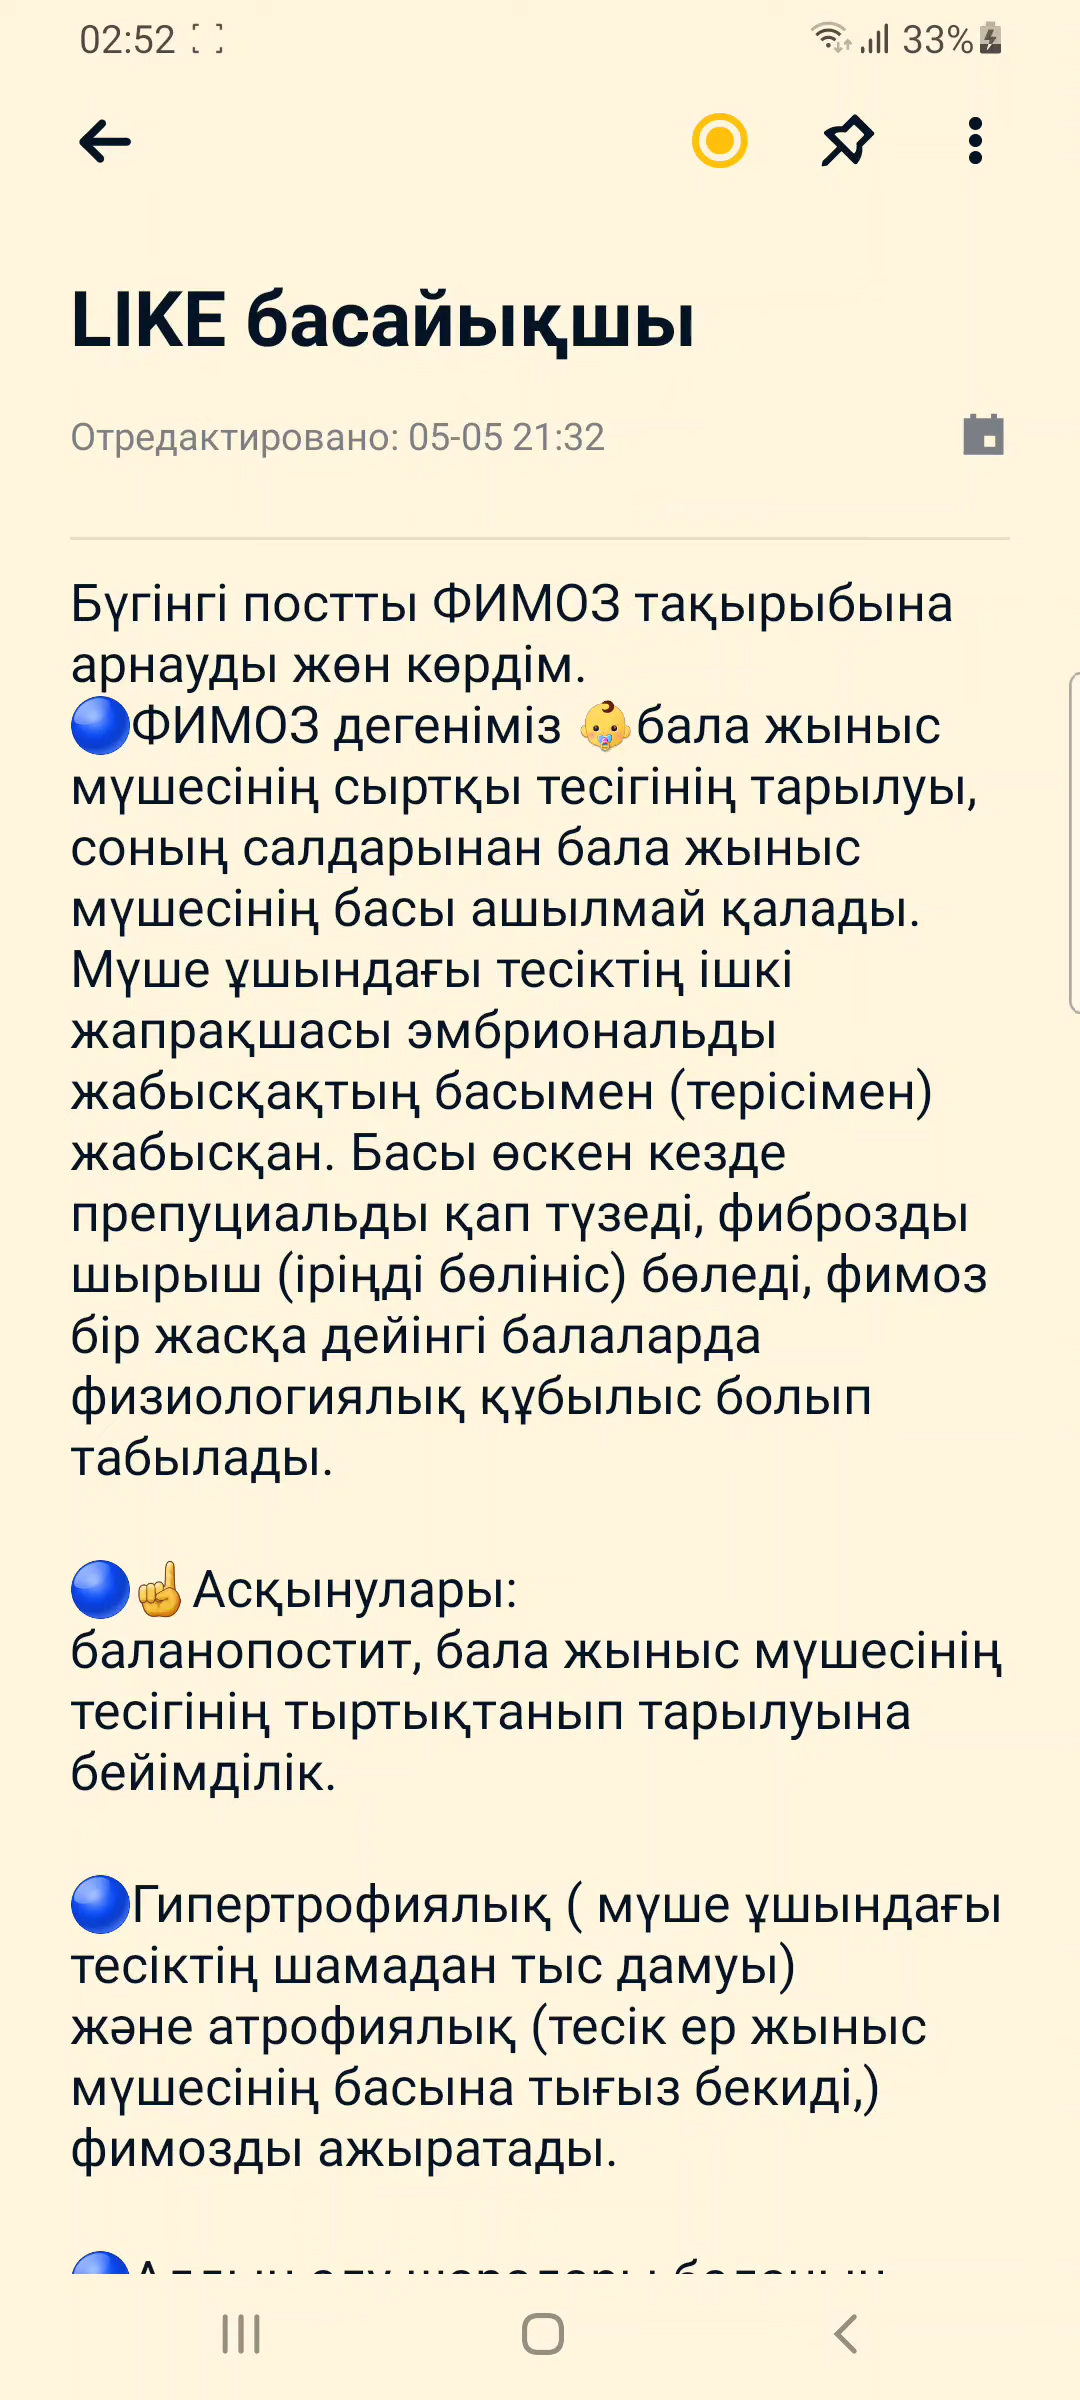 02:52
33%
LIKE басайықшы
Отредактировано: 05-05 21:32
Бүгінгі постты ФИМОЗ тақырыбына
арнауды жөн көрдім.
🔵ФИМОЗ дегеніміз 👶бала жыныс
мүшесінің сыртқы тесігінің тарылуы,
соның салдарынан бала жыныс
мүшесінің басы ашылмай қалады.
Мүше ұшындағы тесіктің ішкі
жапрақшасы эмбриональды
жабысқақтың басымен (терісімен)
жабысқан. Басы өскен кезде
препуциальды қап түзеді, фиброзды
шырыш (іріңді бөлініс) бөледі, фимоз
бір жасқа дейінгі балаларда
физиологиялық құбылыс болып
табылады.
🔵☝Асқынулары:
баланопостит, бала жыныс мүшесінің
тесігінің тыртықтанып тарылуына
бейімділік.
🔵Гипертрофиялық ( мүше ұшындағы
тесіктің шамадан тыс дамуы)
және атрофиялық (тесік ер жыныс
мүшесінің басына тығыз бекиді,)
фимозды ажыратады.